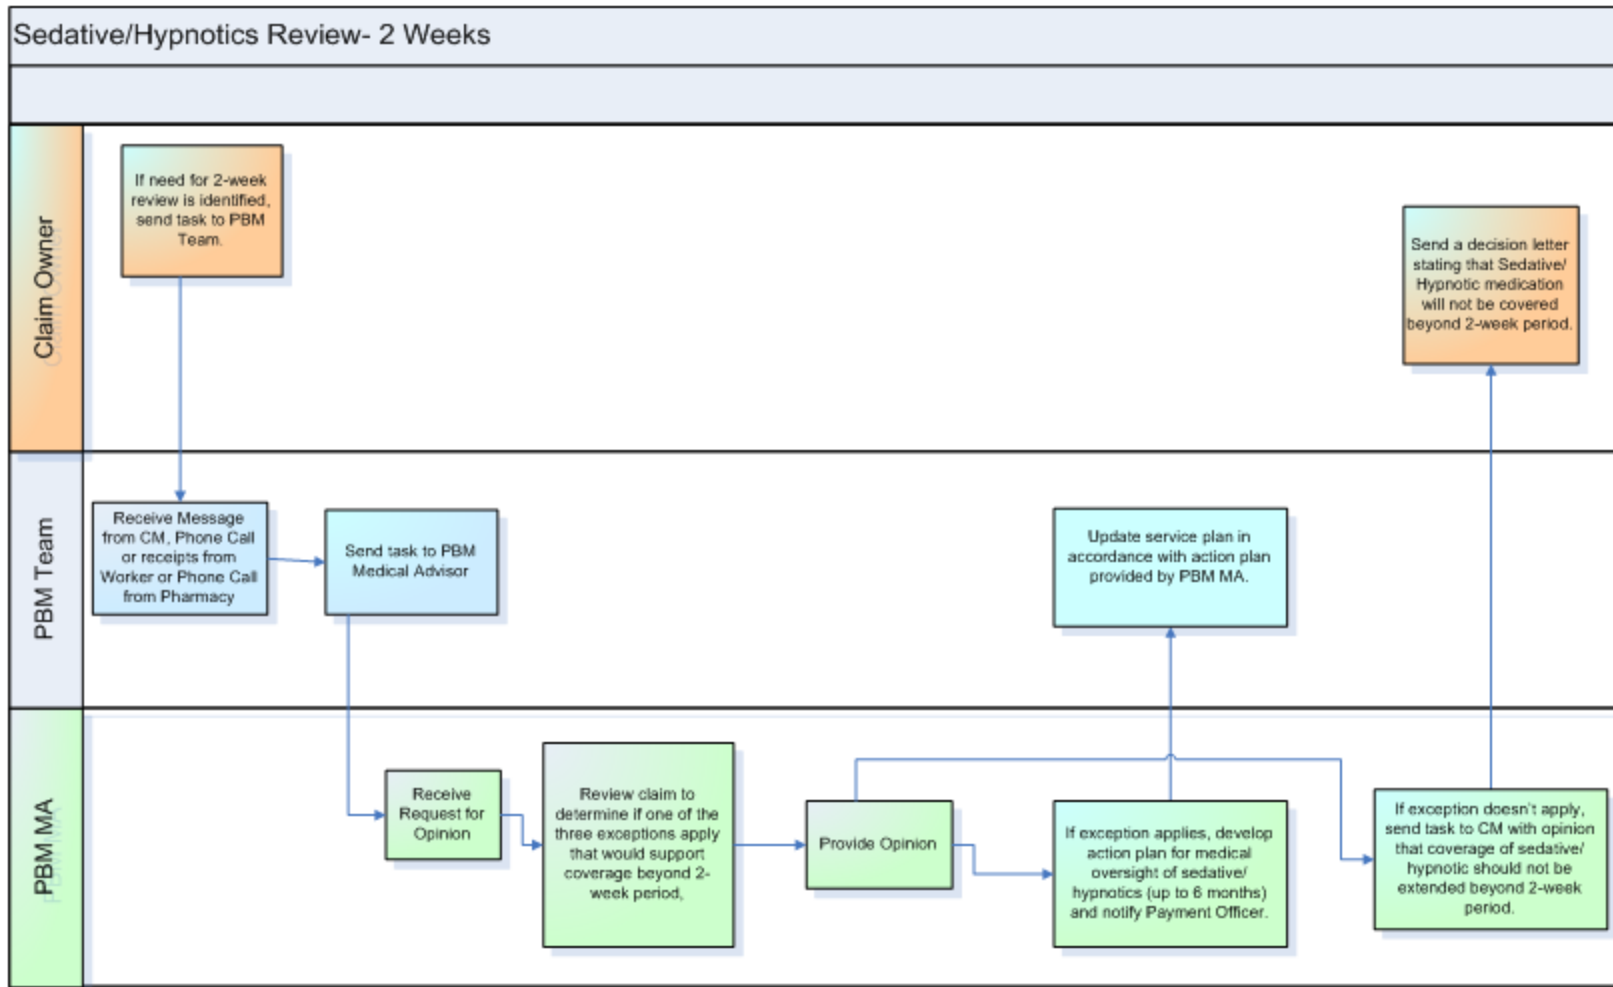 Sedative/Hypnotics Review- 2 Weeks
Claim Owner
If need for 2-week
review is identified,
send task to PBM
Team.
Send a decision letter
stating that Sedative/
Hypnotic medication
will not be covered
beyond 2-week period.
PBM Team
Receive Message
from CM, Phone Call
or receipts from
Worker or Phone Call
from Pharmacy
Send task to PBM
Medical Advisor
Update service plan in
accordance with action plan
provided by PBM MA.
PBM MA
Receive
Request for
Opinion
Review claim to
determine if one of the
three exceptions apply
that would support
coverage beyond 2-
week period,
Provide Opinion
If exception applies, develop
action plan for medical
oversight of sedative/
hypnotics (up to 6 months)
and notify Payment Officer.
If exception doesn't apply,
send task to CM with opinion
that coverage of sedative/
hypnotic should not be
extended beyond 2-week
period.